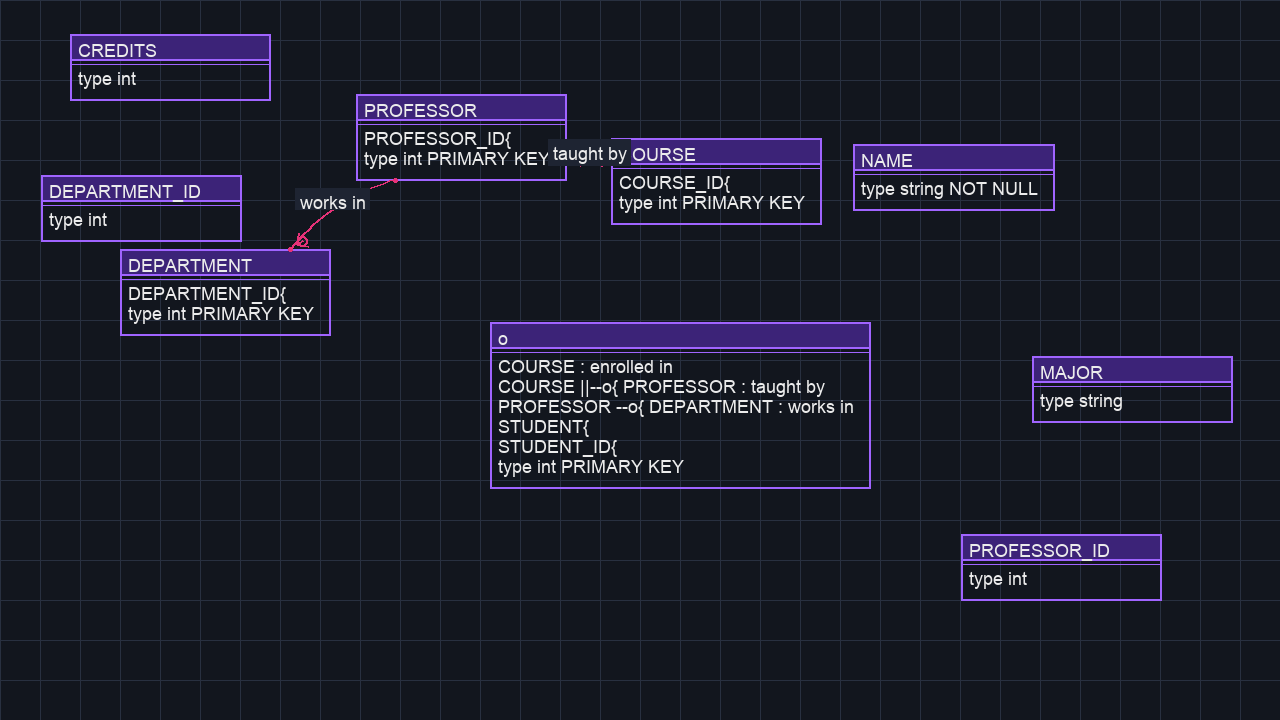 CREDITS
type int
PROFESSOR
PROFESSOR_ID{
type int PRIMARY KEY
taught by
OURSE
COURSE_ID{
type int PRIMARY KEY
NAME
type string NOT NULL
DEPARTMENT_ID
type int
works in
DEPARTMENT
DEPARTMENT_ID{
type int PRIMARY KEY
o
COURSE : enrolled in
COURSE ||--o{ PROFESSOR : taught by
PROFESSOR --o{ DEPARTMENT : works in
STUDENT{
STUDENT_ID{
type int PRIMARY KEY
MAJOR
type string
PROFESSOR_ID
type int